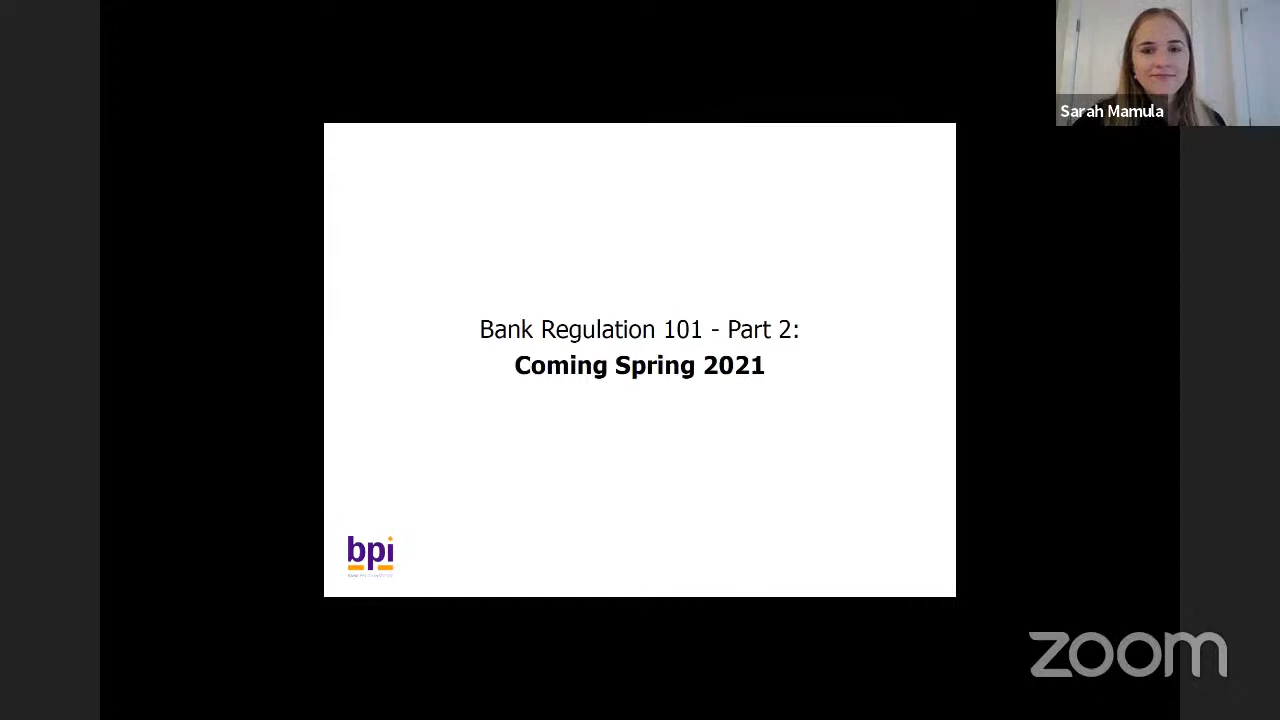 Sarah Mamula
Bank Regulation 101 - Part 2:
Coming Spring 2021
bpi
zoom